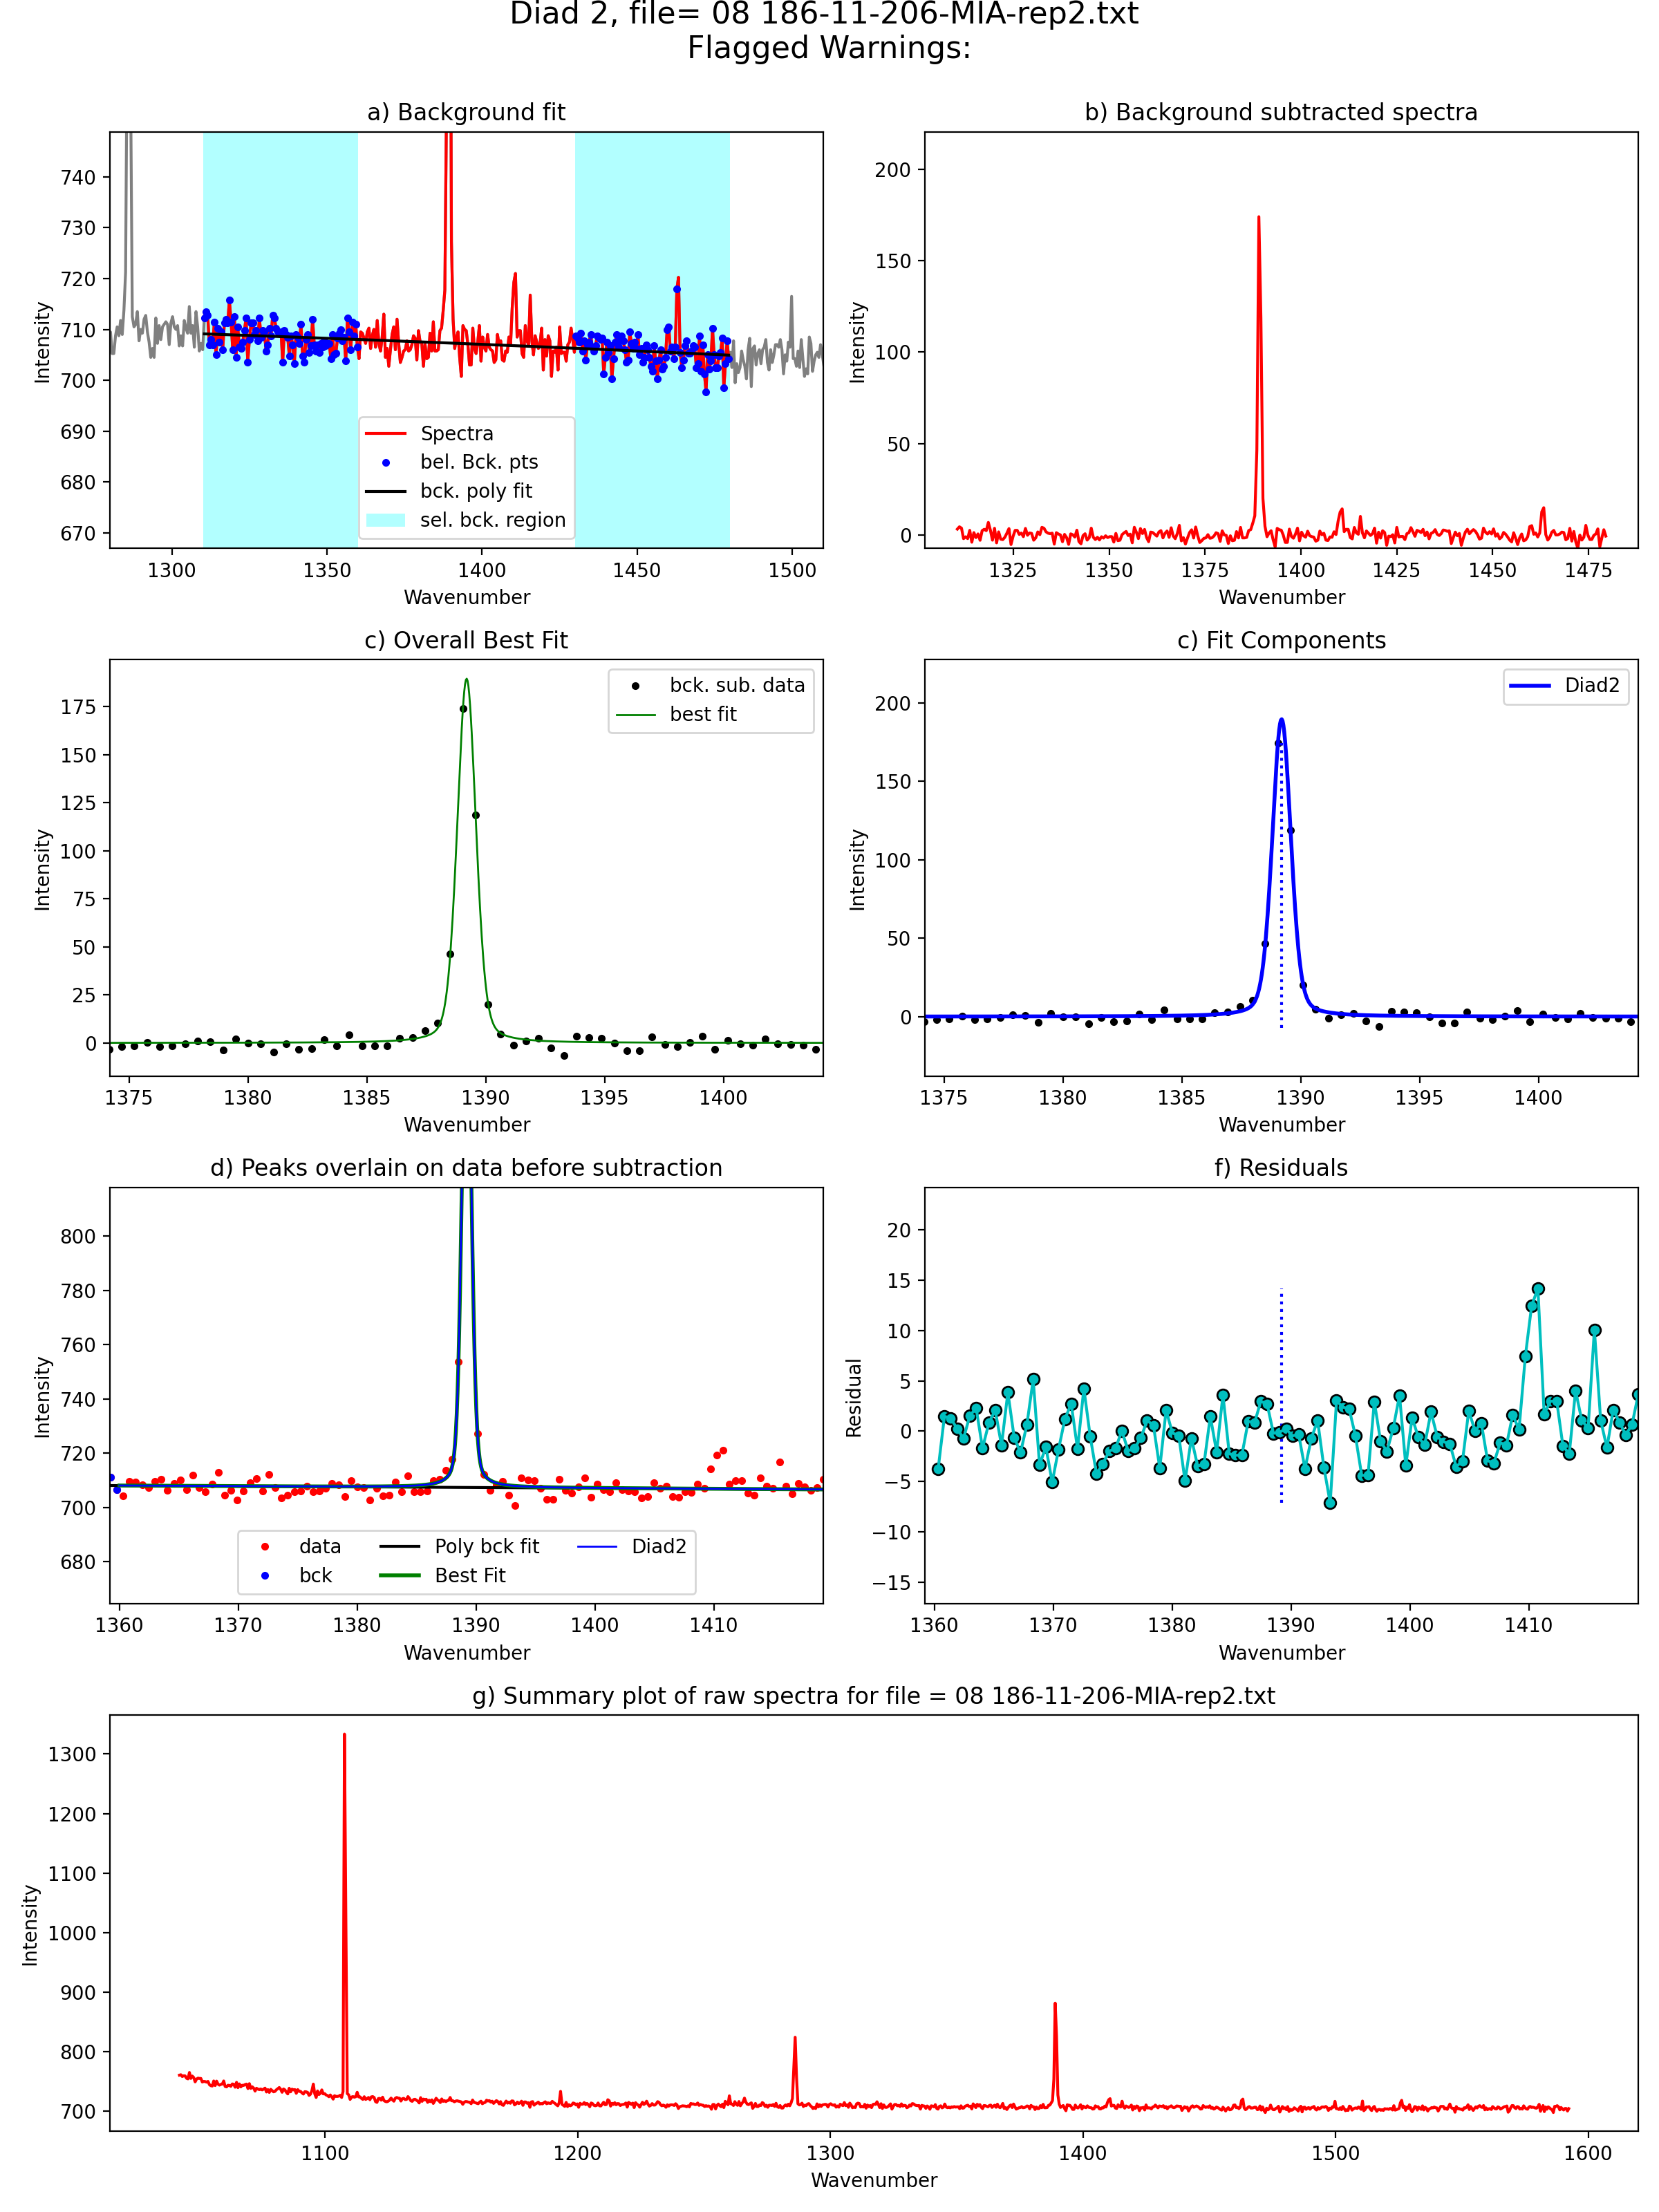 Diad 2, file= 08 186-11-206-MIA-rep2.txt
Flagged Warnings:
a) Background fit
740
730
720
710
700
690
680
670
Intensity
Spectra
bel. Bck. pts
bck. poly fit
sel. bck. region
1300 1350 1400 1450 1500
Wavenumber
b) Background subtracted spectra
200
150
100
50
0
Intensity
1325 1350 1375 1400 1425 1450 1475
Wavenumber
c) Overall Best Fit
175
150
125
100
75
50
25
0
Intensity
bck. sub. data
best fit
1375 1380 1385 1390 1395 1400
Wavenumber
c) Fit Components
200
150
100
50
0
Intensity
Diad2
1375 1380 1385 1390 1395 1400
Wavenumber
d) Peaks overlain on data before subtraction
800
780
760
740
720
700
680
Intensity
data
bck
Poly bck fit
Best Fit
Diad2
1360 1370 1380 1390 1400 1410
Wavenumber
f) Residuals
20
15
10
5
0
−5
−10
−15
Residual
1360 1370 1380 1390 1400 1410
Wavenumber
g) Summary plot of raw spectra for file = 08 186-11-206-MIA-rep2.txt
1300
1200
1100
1000
900
800
700
Intensity
1100 1200 1300 1400 1500 1600
Wavenumber